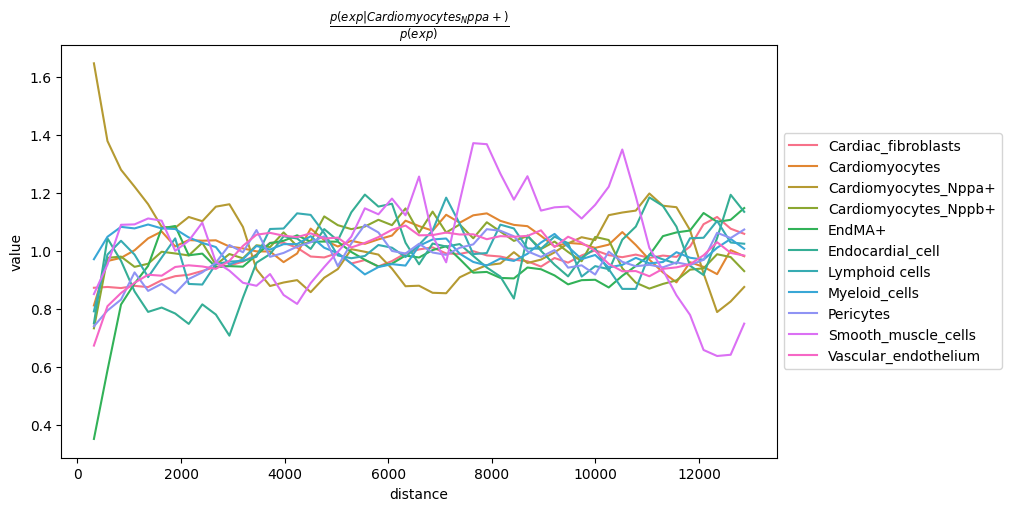 p(exp|Cardiomyocytes_Nppa+)
p(exp)
1.6
1.4
1.2
1.0
0.8
0.6
0.4
value
0
2000
4000
6000
8000
10000
12000
distance
Cardiac_fibroblasts
Cardiomyocytes
Cardiomyocytes_Nppa+
Cardiomyocytes_Nppb+
EndMA+
Endocardial_cell
Lymphoid cells
Myeloid_cells
Pericytes
Smooth_muscle_cells
Vascular_endothelium